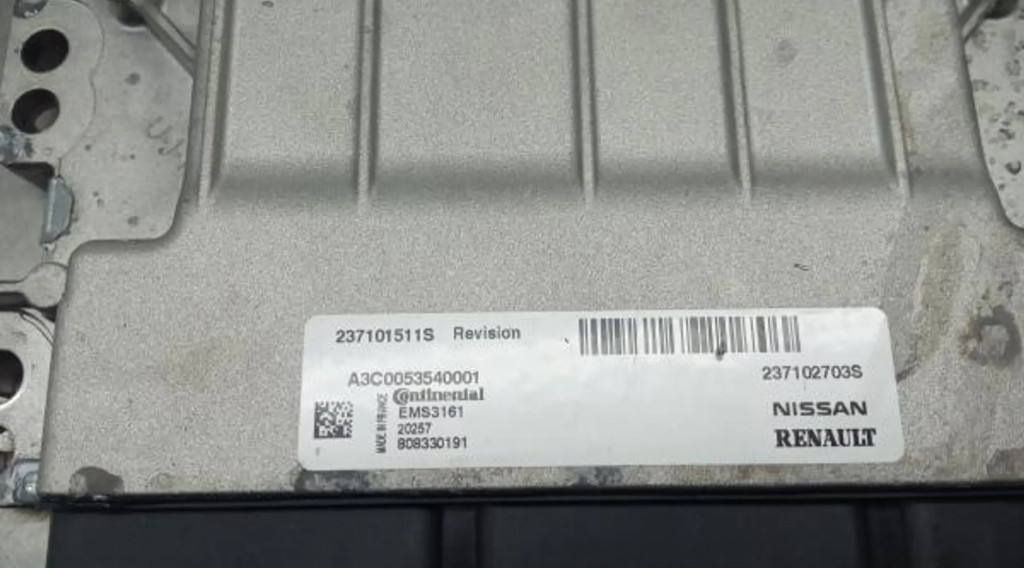 237101511S Revision
A3C0053540001
237102703S
Continental
MADE IN FRANCE
EMS3161
20257
808330191
NISSAN
RENAULT